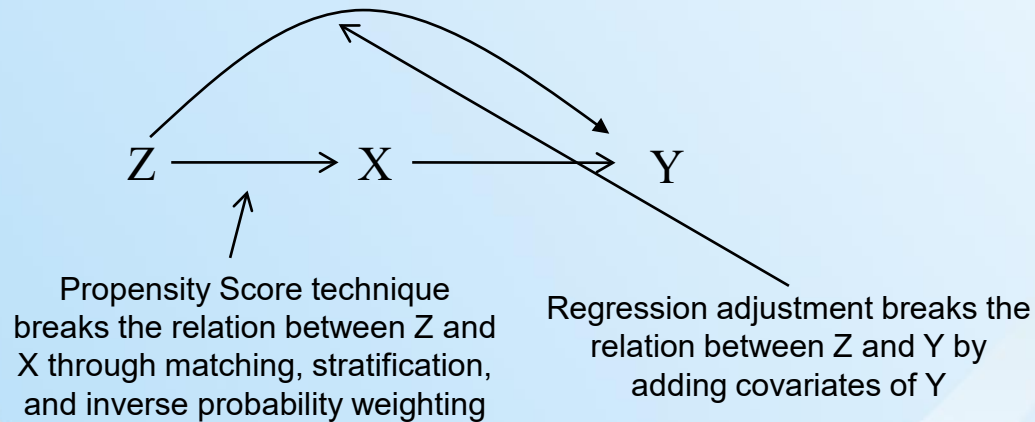 Z X Y
Propensity Score technique
breaks the relation between Z and
X through matching, stratification,
and inverse probability weighting
Regression adjustment breaks the
relation between Z and Y by
adding covariates of Y